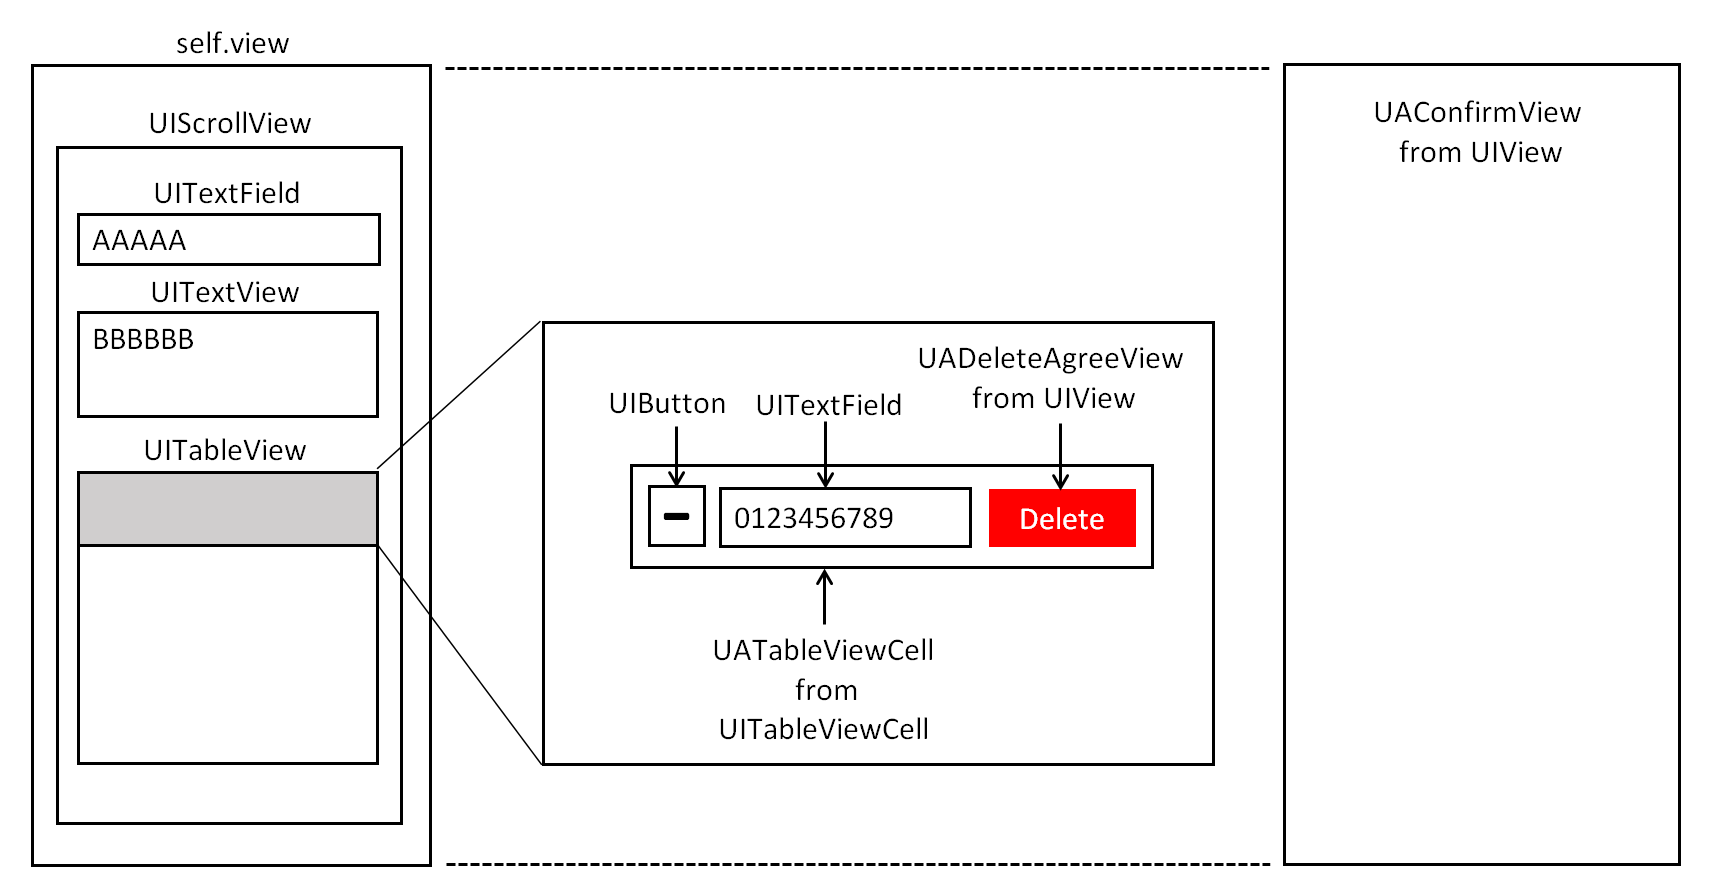 self.view
UIScrollView
UITextField
AAAAA
UITextView
BBBBBB
UITableView
UIButton
UITextField
UADeleteAgreeView
from UIView
0123456789
Delete
UATableViewCell
from
UITableViewCell
UAConfirmView
from UIView